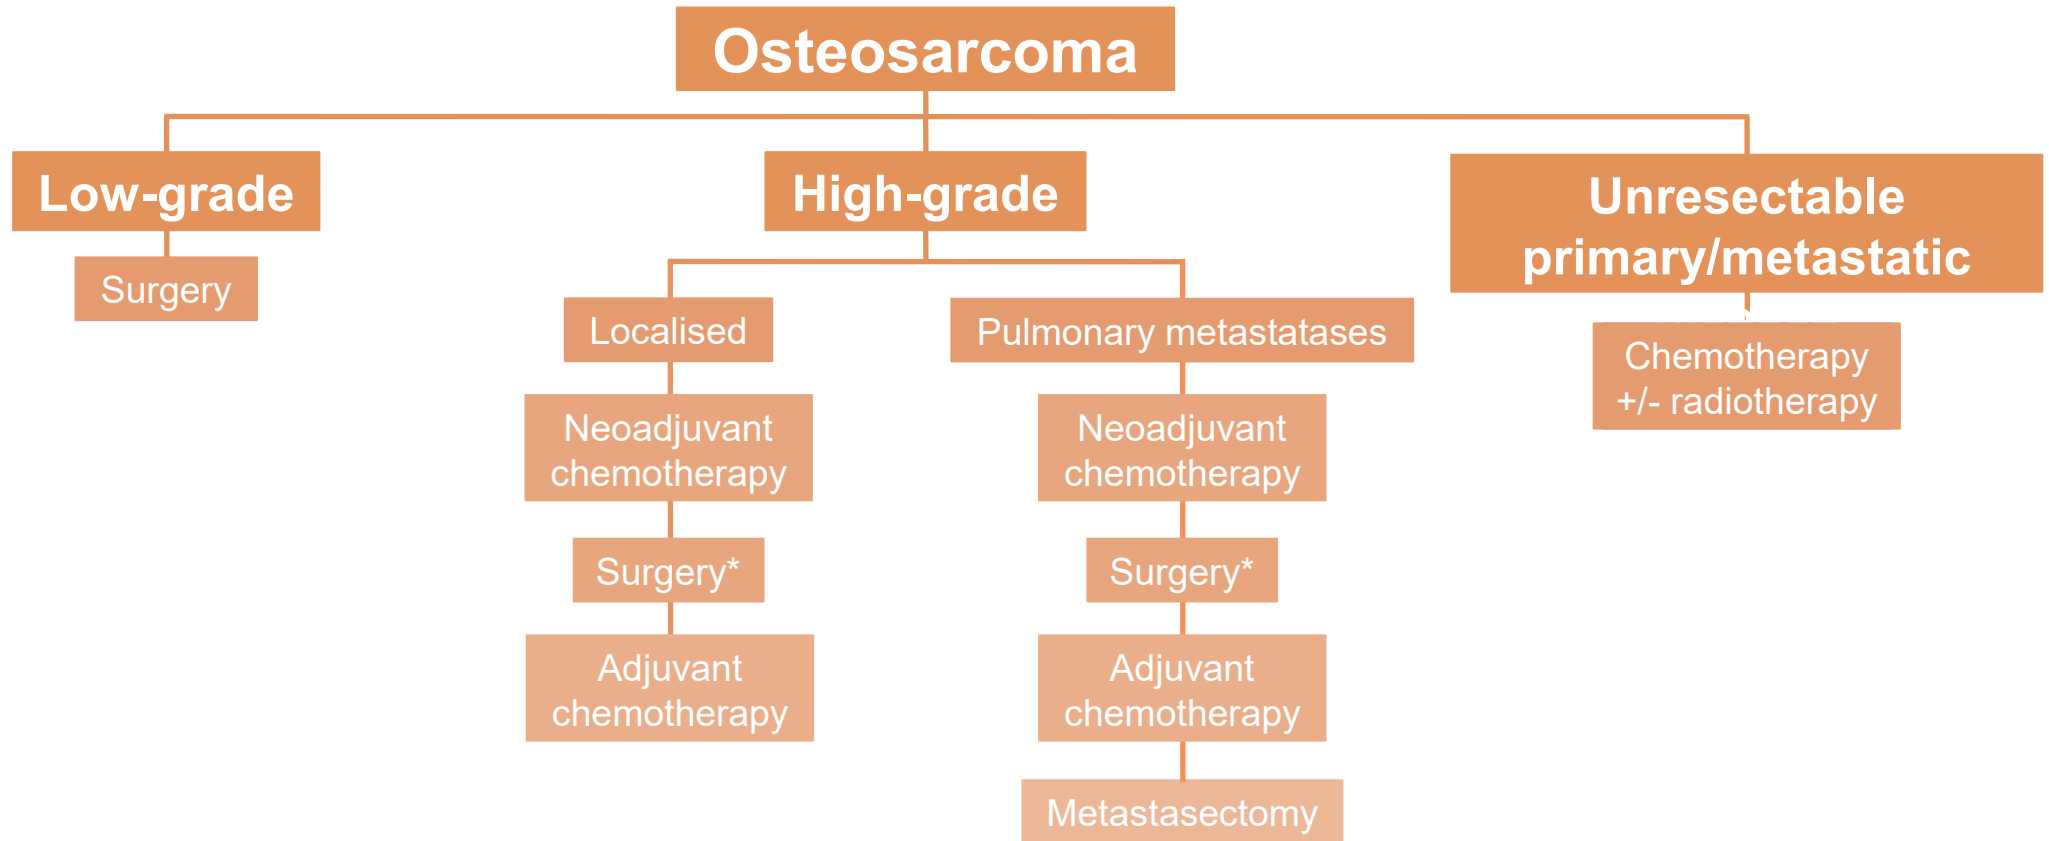 Osteosarcoma
Low-grade
Surgery
High-grade
Localised
Neoadjuvant
chemotherapy
Surgery*
Adjuvant
chemotherapy
Pulmonary metastatases
Neoadjuvant
chemotherapy
Surgery*
Adjuvant
chemotherapy
Metastasectomy
Unresectable
primary/metastatic
Chemotherapy
+/- radiotherapy